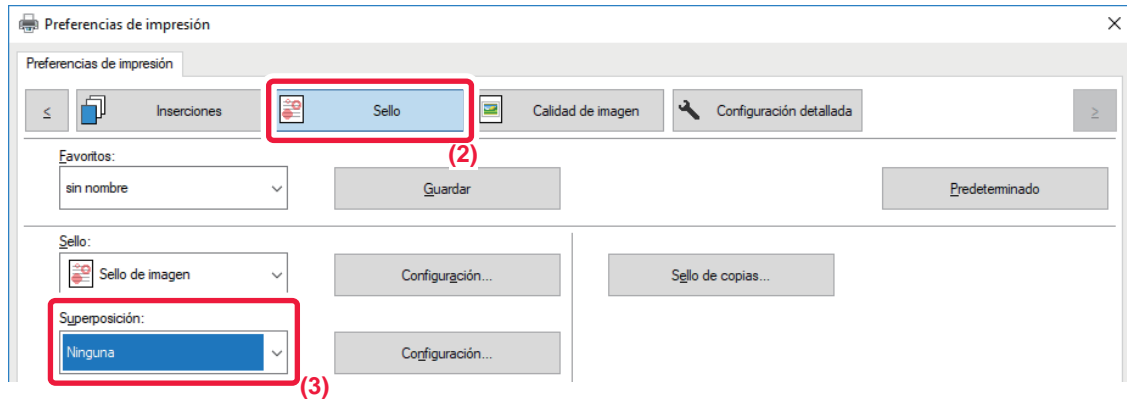 Preferencias de impresión
Preferencias de impresión
< Inserciones Sello Calidad de imagen Configuración detallada >
(2)
Favoritos:
sin nombre Guardar Predeterminado
Sello:
Sello de imagen Configuración... Sello de copias...
Superposición:
Ninguna Configuración...
(3)